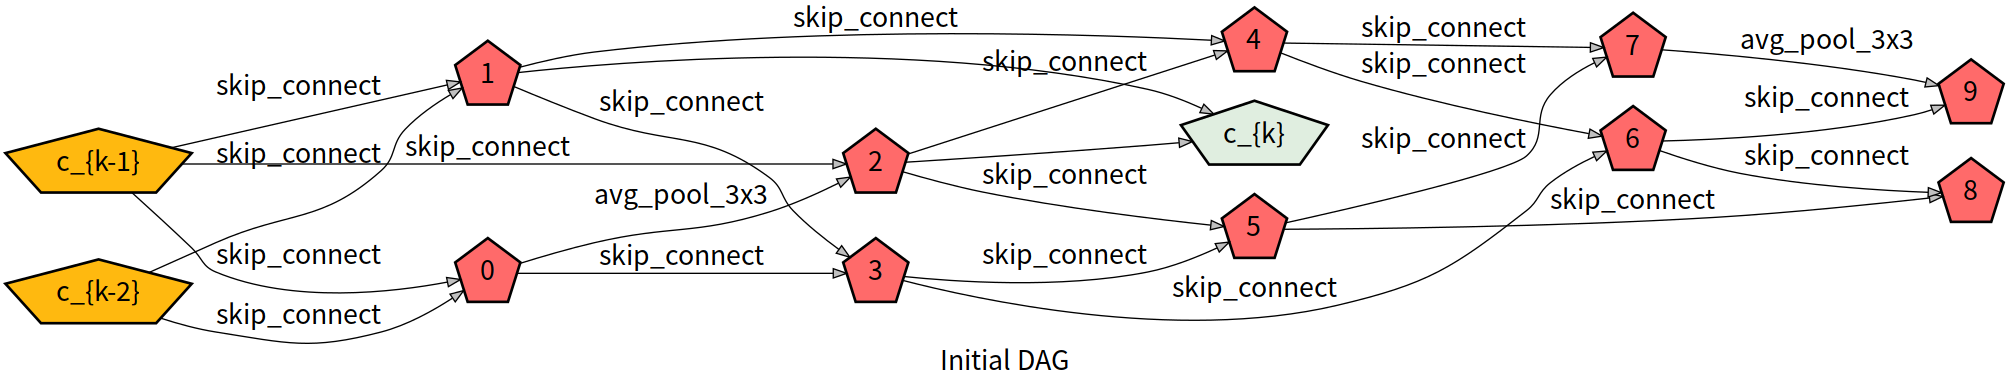 skip_connect
4
skip_connect
7
avg_pool_3x3
1
skip_connect
skip_connect
9
skip_connect
skip_connect
skip_connect
c_{k-1}
skip_connect
skip_connect
2
c_{k}
skip_connect
6
skip_connect
avg_pool_3x3
skip_connect
skip_connect
8
5
c_{k-2}
skip_connect
0
skip_connect
3
skip_connect
skip_connect
skip_connect
Initial DAG